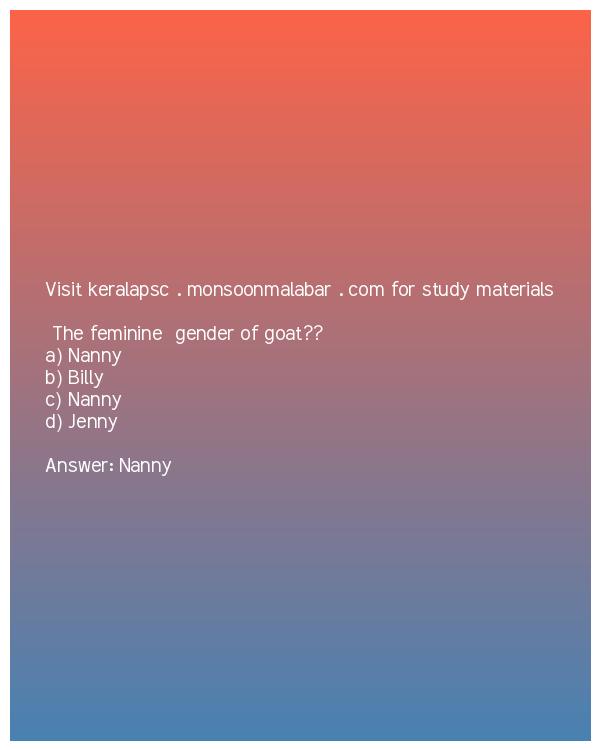 Visit keralapsc . monsoonmalabar . com for study materials
The feminine  gender of goat??
a) Nanny
b) Billy
c) Nanny
d) Jenny
Answer: Nanny